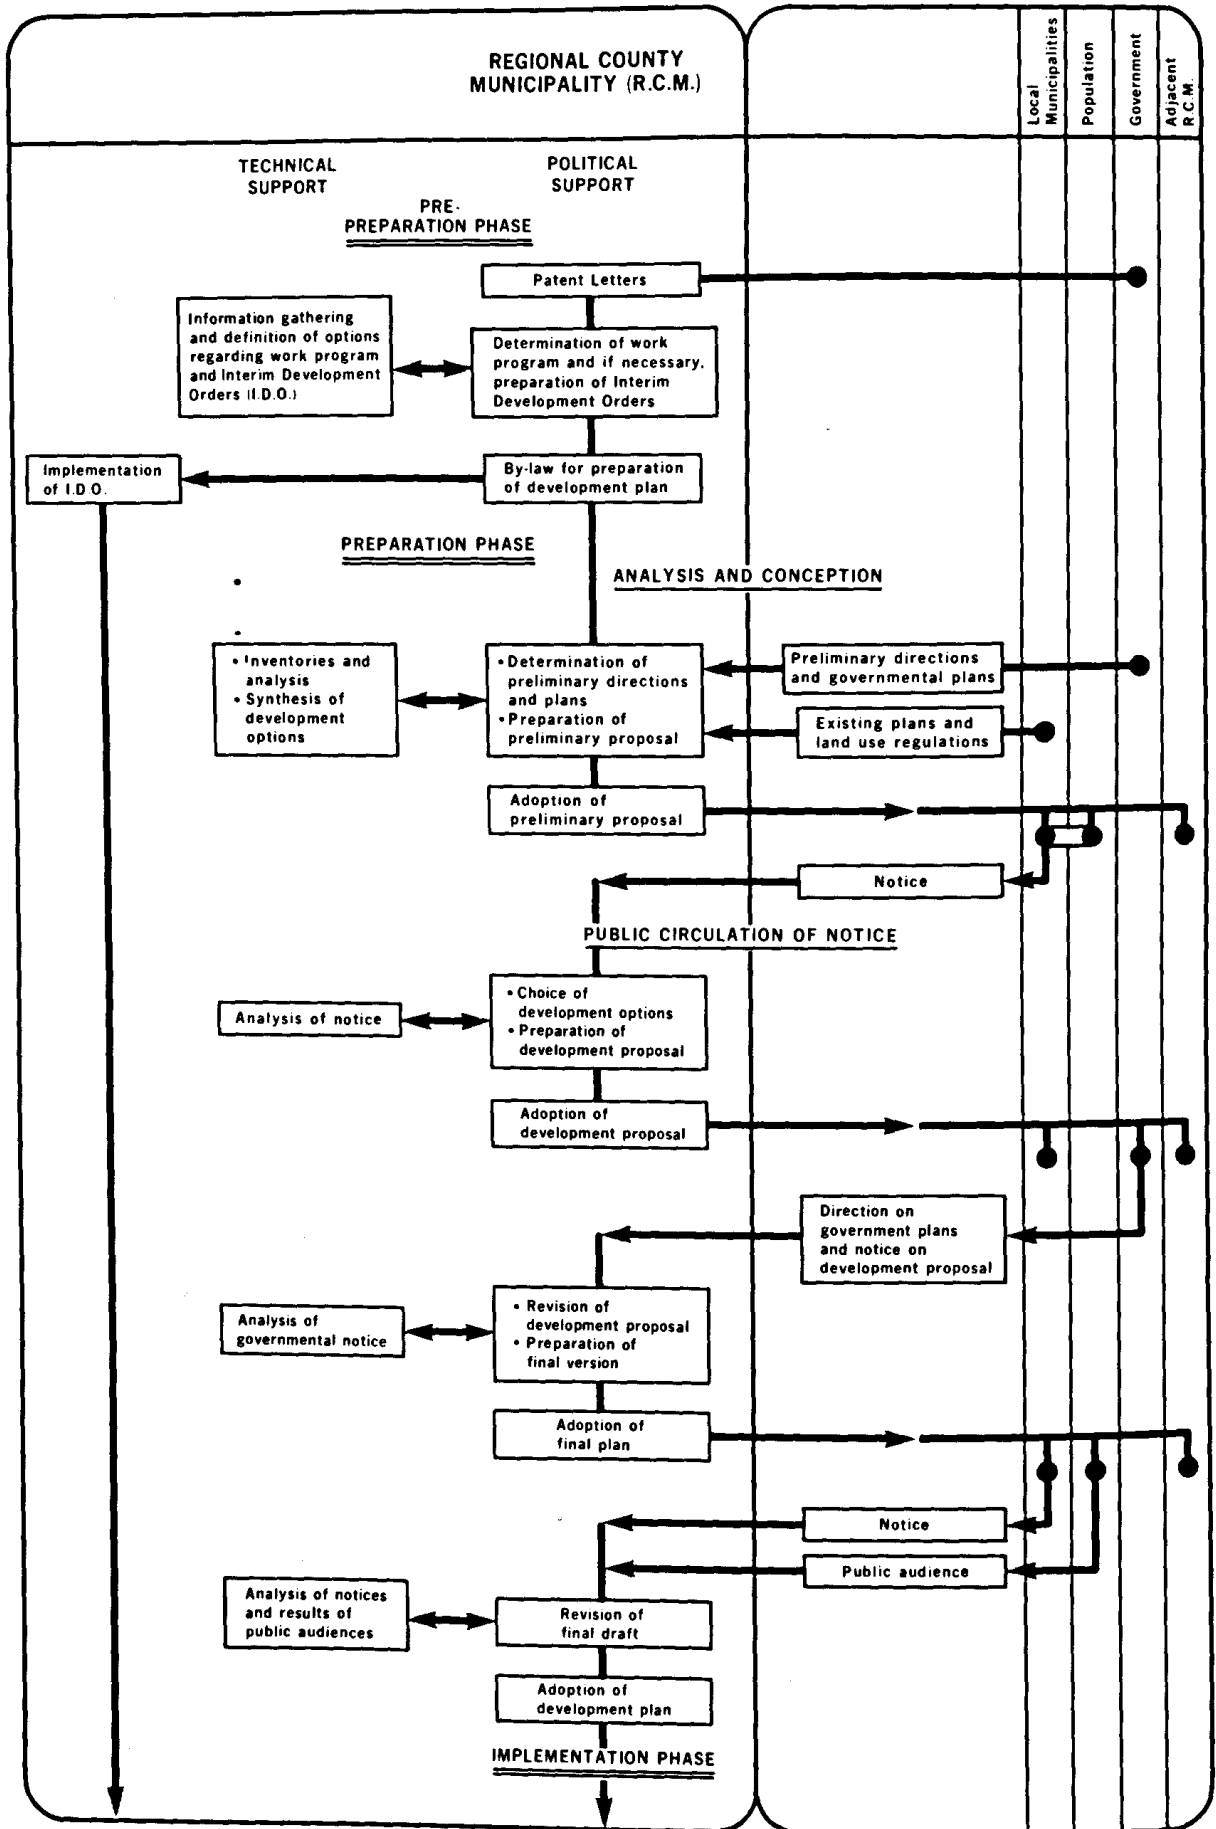 REGIONAL COUNTY
MUNICIPALITY (R.C.M.)
Local
Municipalities
Population
Government
Adjacent
R.C.M.
TECHNICAL
SUPPORT
POLITICAL
SUPPORT
PRE-
PREPARATION PHASE
Patent Letters
Information gathering
and definition of options
regarding work program
and Interim Development
Orders (I.D.O.)
Determination of work
program and if necessary,
preparation of Interim
Development Orders
Implementation
of I.D.O.
By-law for preparation
of development plan
PREPARATION PHASE
ANALYSIS AND CONCEPTION
• Inventories and
analysis
• Synthesis of
development
options
• Determination of
preliminary directions
and plans
• Preparation of
preliminary proposal
Preliminary directions
and governmental plans
Existing plans and
land use regulations
Adoption of
preliminary proposal
Notice
PUBLIC CIRCULATION OF NOTICE
Analysis of notice
• Choice of
development options
• Preparation of
development proposal
Adoption of
development proposal
Direction on
government plans
and notice on
development proposal
Analysis of
governmental notice
• Revision of
development proposal
• Preparation of
final version
Adoption of
final plan
Notice
Public audience
Analysis of notices
and results of
public audiences
Revision of
final draft
Adoption of
development plan
IMPLEMENTATION PHASE